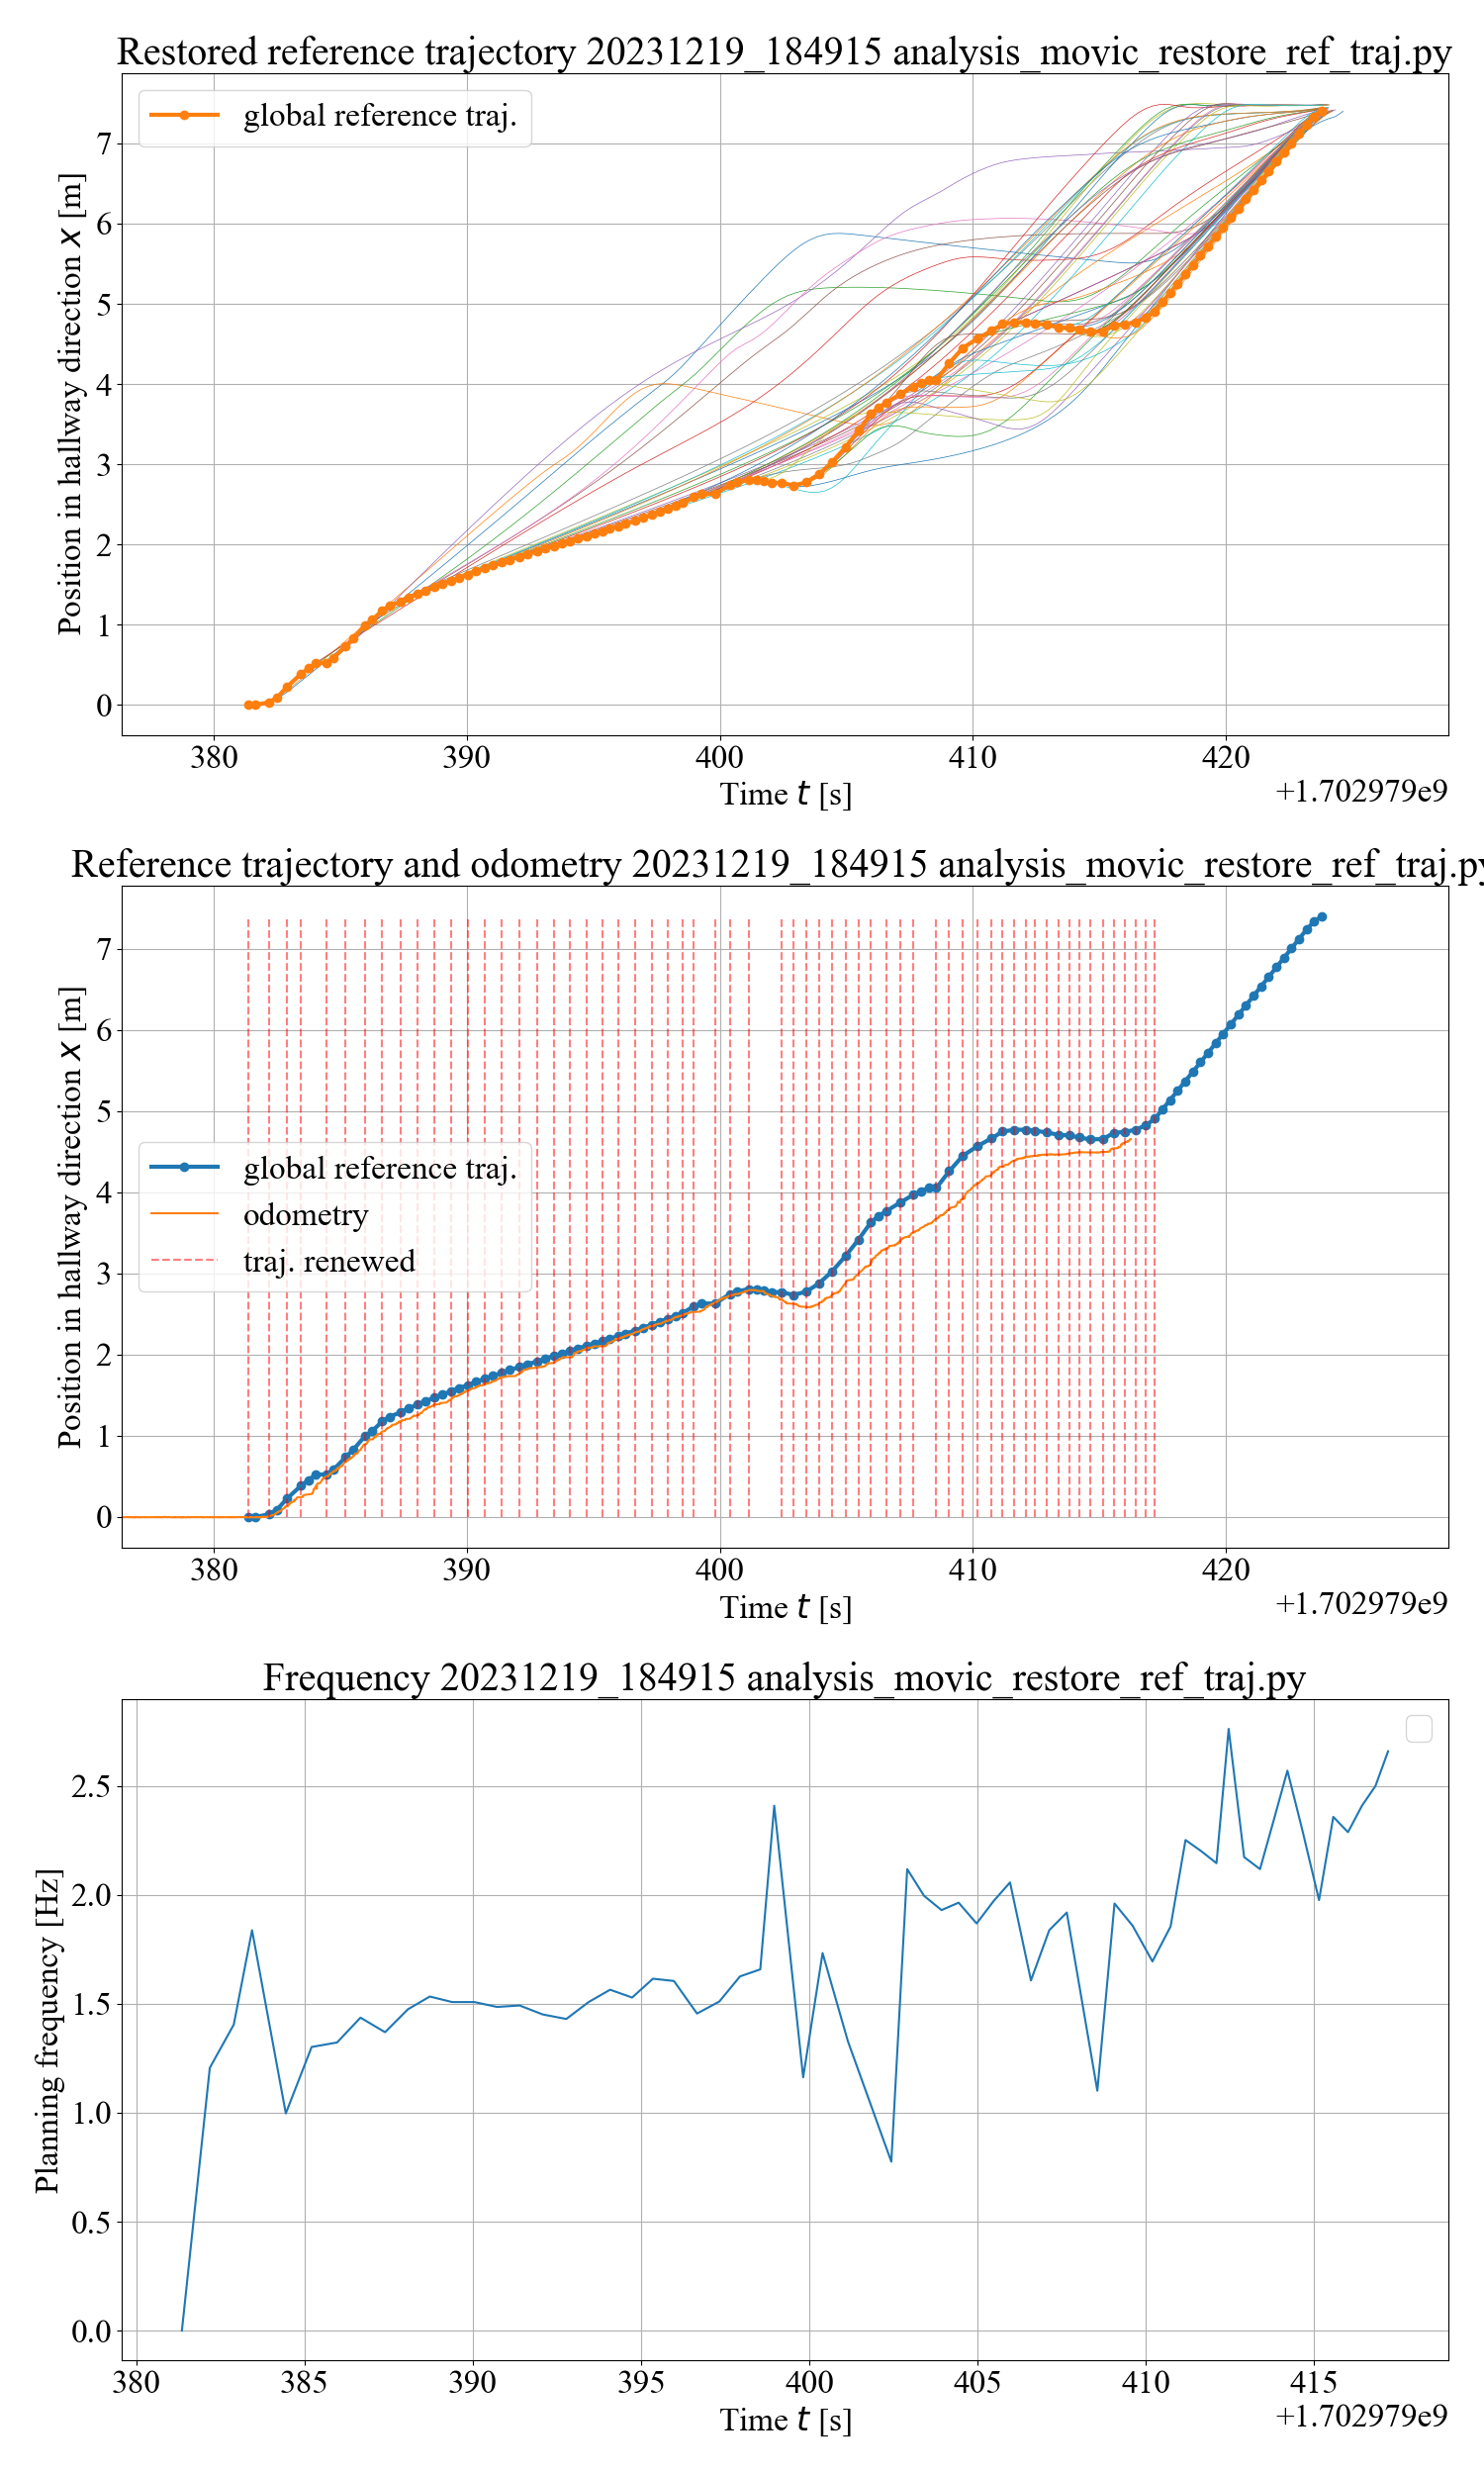 Restored reference trajectory 20231219_184915 analysis_movic_restore_ref_traj.py
global reference traj.
Position in hallway direction x [m]
7
6
5
4
3
2
1
0
380 390 400 410 420
Time t [s]
+1.702979e9
Reference trajectory and odometry 20231219_184915 analysis_movic_restore_ref_traj.py
Position in hallway direction x [m]
7
6
5
4
3
2
1
0
global reference traj.
odometry
traj. renewed
380 390 400 410 420
Time t [s]
+1.702979e9
Frequency 20231219_184915 analysis_movic_restore_ref_traj.py
Planning frequency [Hz]
2.5
2.0
1.5
1.0
0.5
0.0
380 385 390 395 400 405 410 415
Time t [s]
+1.702979e9